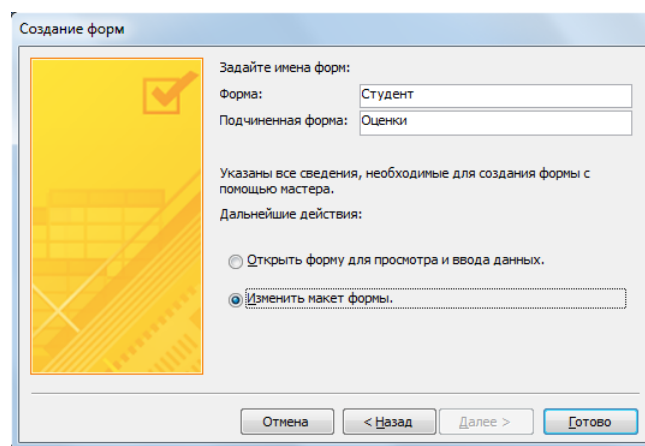 Создание форм
Задайте имена форм:
Форма: Студент
Подчиненная форма: Оценки
Указаны все сведения, необходимые для создания формы с
помощью мастера.
Дальнейшие действия:
Открыть форму для просмотра и ввода данных.
Изменить макет формы.
Отмена < Назад Далее > Готово